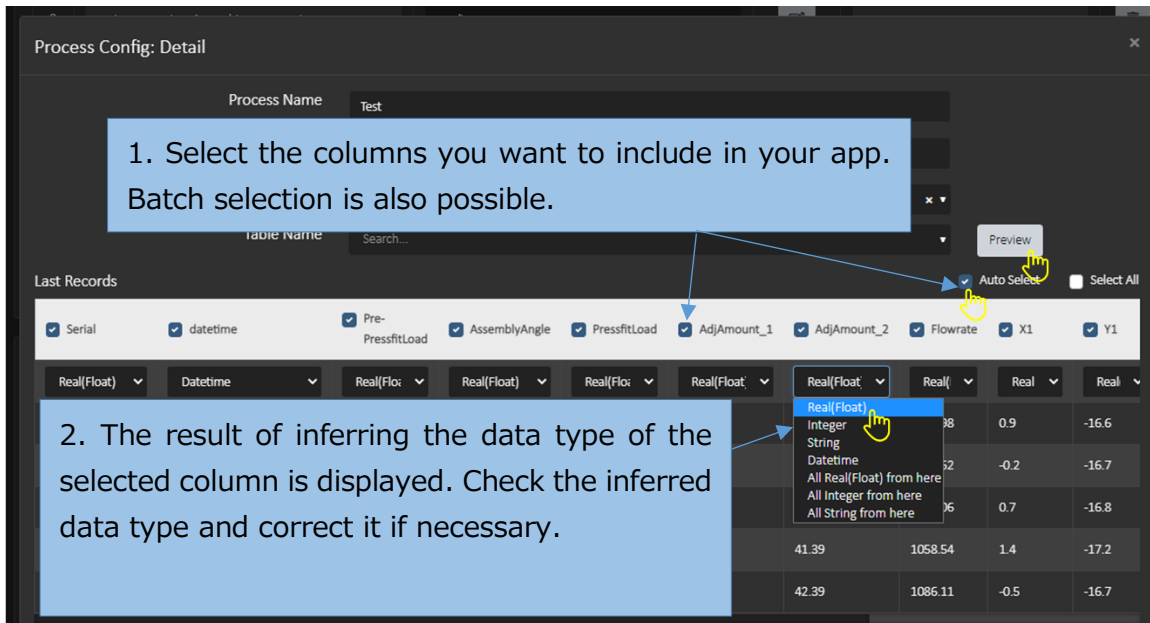 Process Config: Detail ×
Process Name Test
1. Select the columns you want to include in your app.
Batch selection is also possible.
Table Name Search... Preview
Last Records Auto Select Select All
Serial datetime Pre-PressfitLoad AssemblyAngle PressfitLoad AdjAmount_1 AdjAmount_2 Flowrate X1 Y1
Real(Float) Datetime Real(Floa Real(Float) Real(Floa Real(Float) Real(Float) Real( Real Real
Real(Float)
Integer
String
Datetime
All Real(Float) from here
All Integer from here
All String from here
2. The result of inferring the data type of the
selected column is displayed. Check the inferred
data type and correct it if necessary.
0.9 -16.6
-0.2 -16.7
0.7 -16.8
41.39 1058.54 1.4 -17.2
42.39 1086.11 -0.5 -16.7